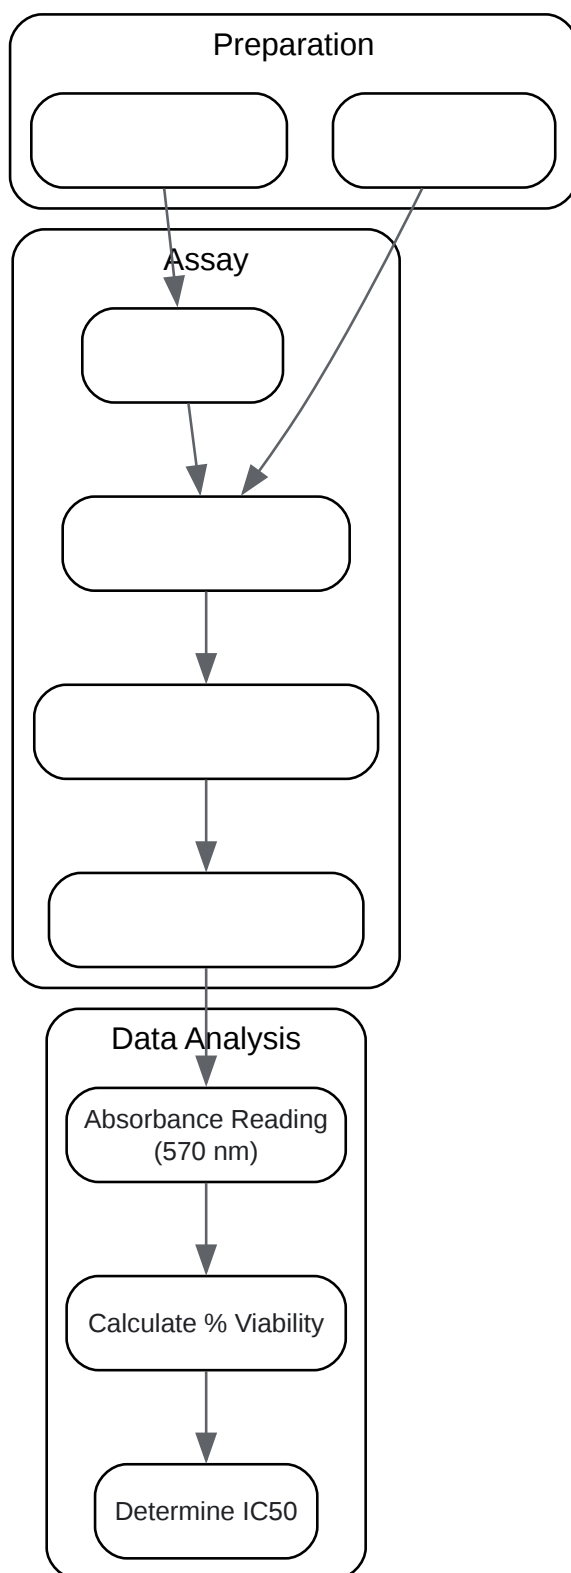 Preparation
Assay
Data Analysis
Absorbance Reading
(570 nm)
Calculate % Viability
Determine IC50